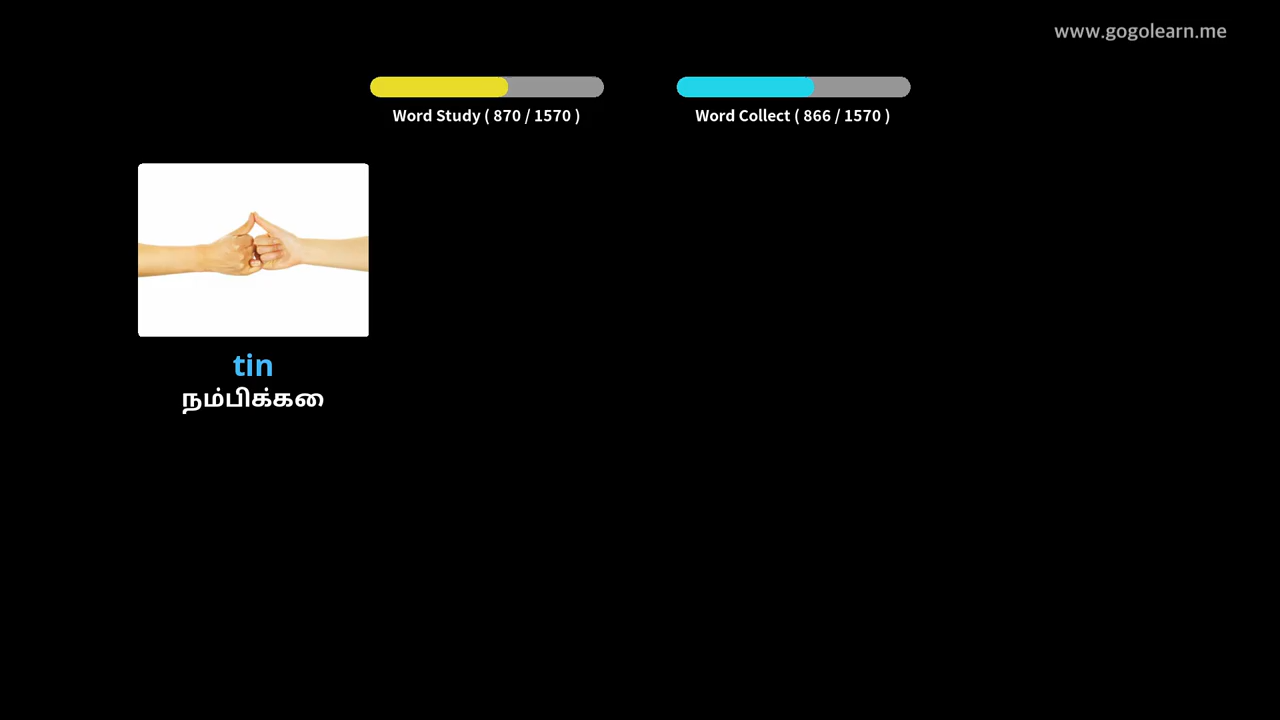 www.gogolearn.me
Word Study ( 870 / 1570 )
Word Collect ( 866 / 1570 )
tin
நம்பிக்கை